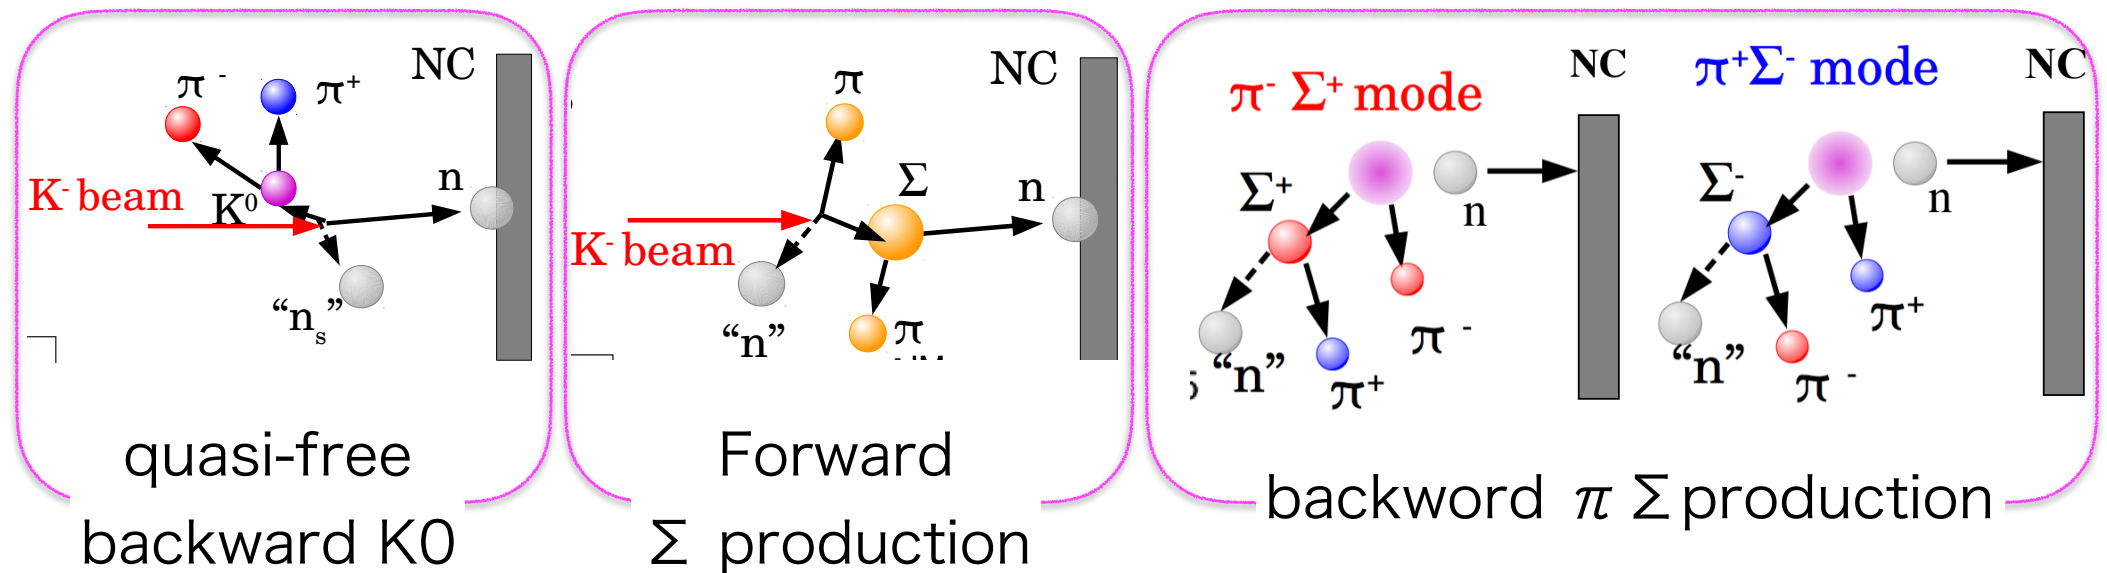 π - π+ NC
K- beam
K0
n
“ns”
quasi-free
backward K0
π NC
Σ
n
K- beam
“n”
π
Forward
Σ production
π- Σ+ mode
NC
Σ+
n
“n”
π -
π+
π+Σ- mode
NC
Σ-
n
“n”
π+
π -
backword π Σ production